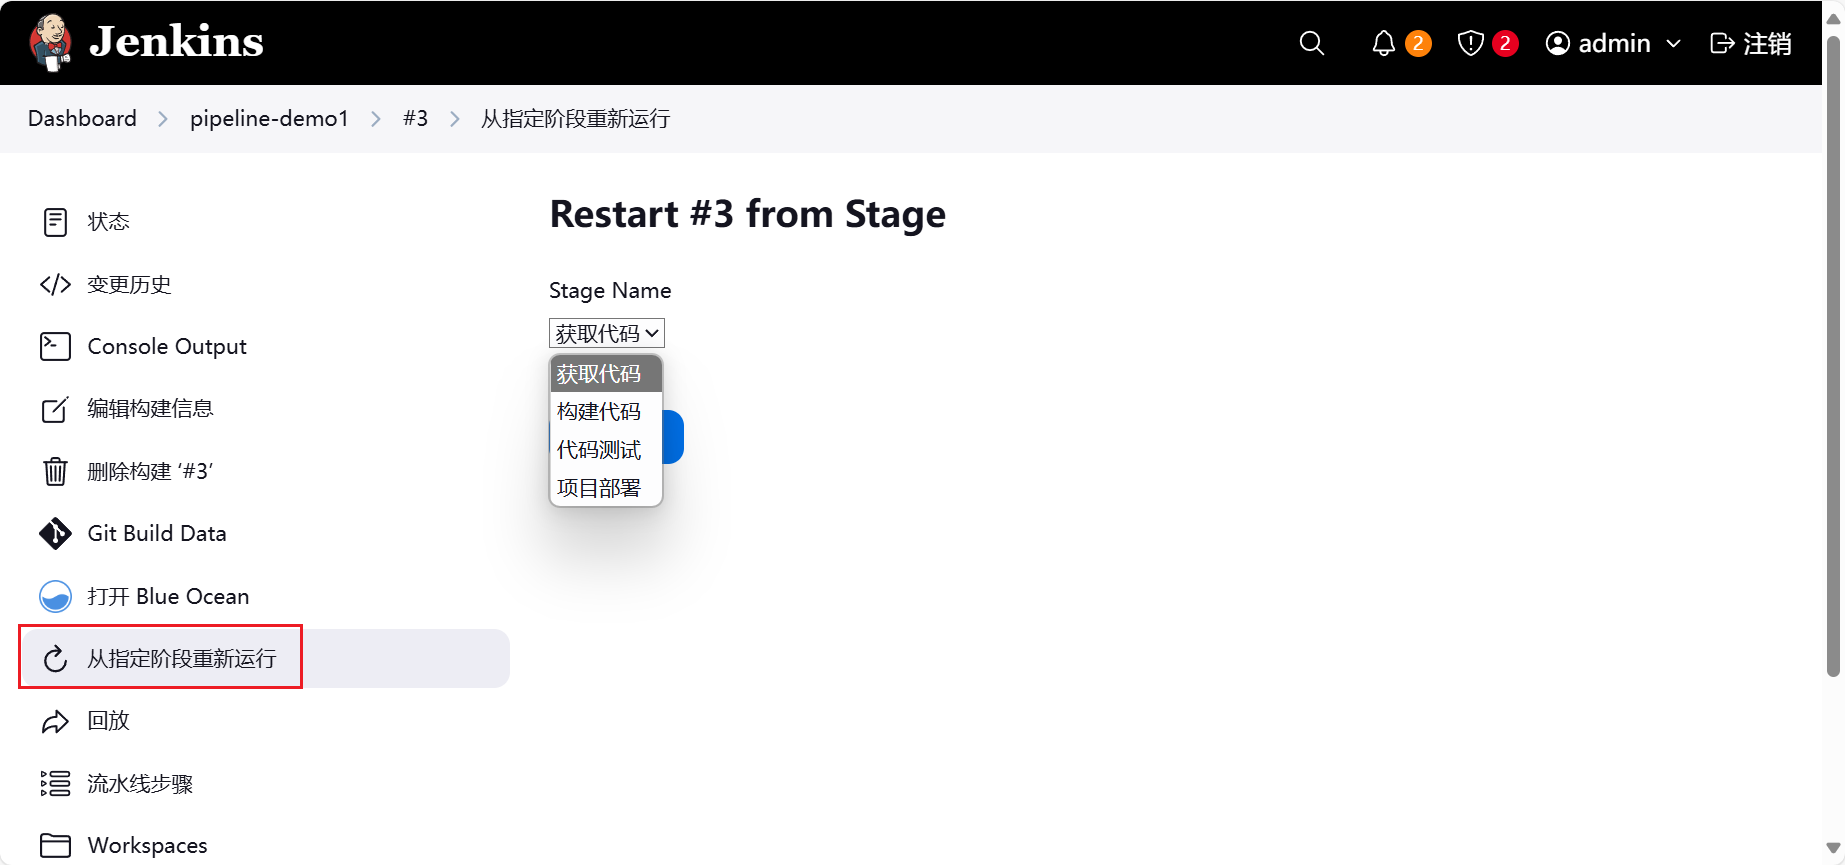 Jenkins
2
2
admin
注销
Dashboard
pipeline-demo1
#3
从指定阶段重新运行
状态
变更历史
Console Output
编辑构建信息
删除构建 ‘#3’
Git Build Data
打开 Blue Ocean
从指定阶段重新运行
回放
流水线步骤
Workspaces
Restart #3 from Stage
Stage Name
获取代码
获取代码
构建代码
代码测试
项目部署